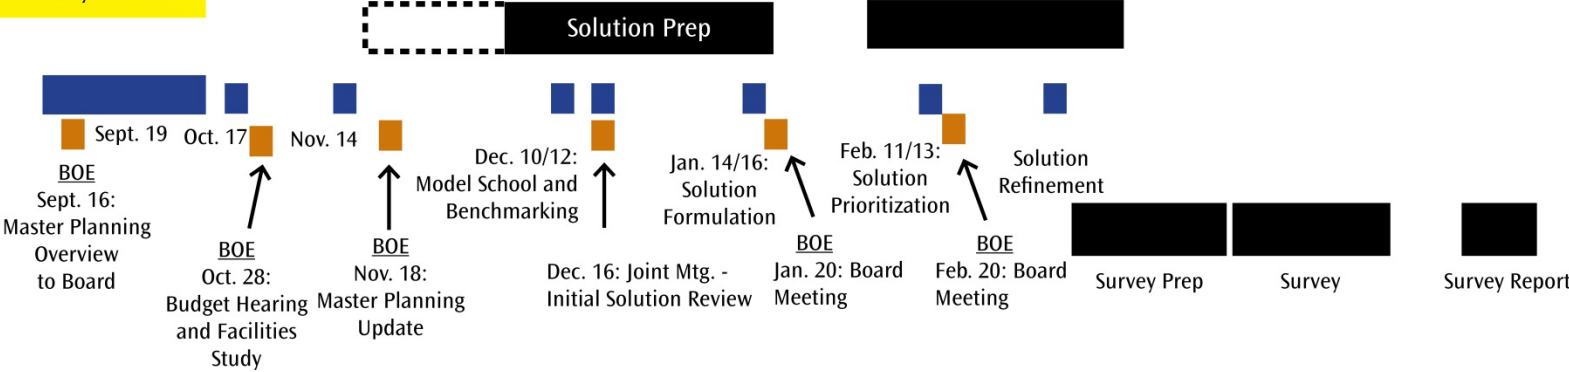 Solution Prep
Sept. 19
Oct. 17
Nov. 14
BOE
Sept. 16:
Master Planning
Overview
to Board
BOE
Oct. 28:
Budget Hearing
and Facilities
Study
BOE
Nov. 18:
Master Planning
Update
Dec. 10/12:
Model School and
Benchmarking
Dec. 16: Joint Mtg. -
Initial Solution Review
Jan. 14/16:
Solution
Formulation
BOE
Jan. 20: Board
Meeting
Feb. 11/13:
Solution
Prioritization
BOE
Feb. 20: Board
Meeting
Solution
Refinement
Survey Prep
Survey
Survey Report